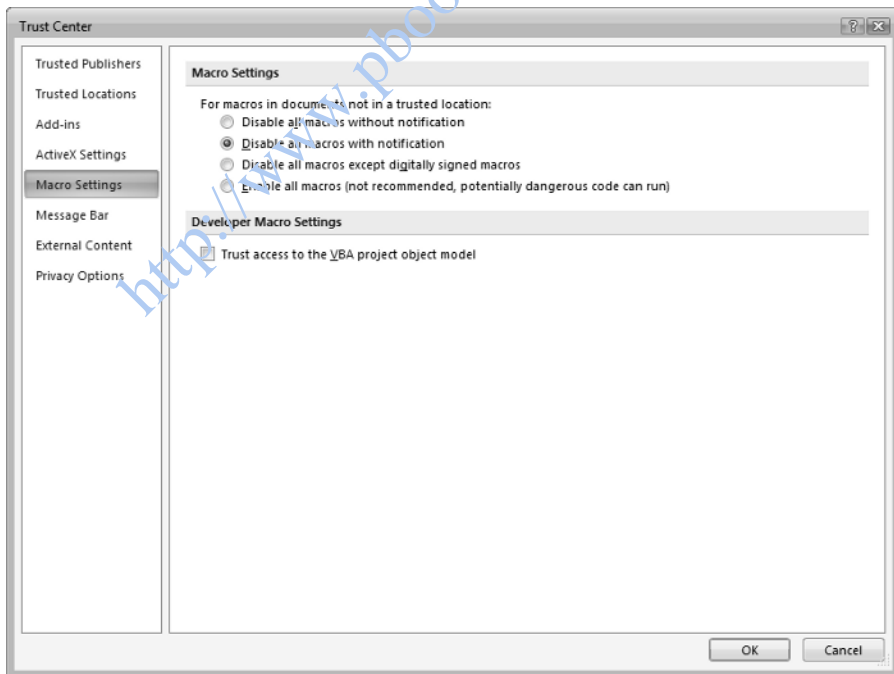 Trust Center
Trusted Publishers
Trusted Locations
Add-ins
ActiveX Settings
Macro Settings
Message Bar
External Content
Privacy Options
Macro Settings
For macros in documents not in a trusted location:
Disable all macros without notification
Disable all macros with notification
Disable all macros except digitally signed macros
Enable all macros (not recommended, potentially dangerous code can run)
Developer Macro Settings
Trust access to the VBA project object model
OK
Cancel